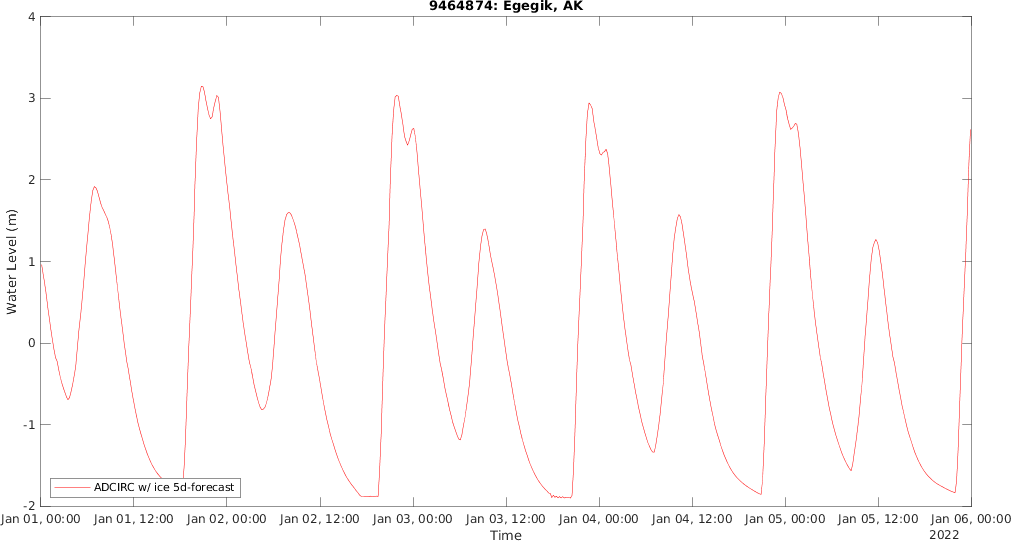 9464874: Egegik, AK
4
3
2
1
0
-1
-2
Water Level (m)
ADCIRC w/ ice 5d-forecast
Jan 01, 00:00 Jan 01, 12:00 Jan 02, 00:00 Jan 02, 12:00 Jan 03, 00:00 Jan 03, 12:00 Jan 04, 00:00 Jan 04, 12:00 Jan 05, 00:00 Jan 05, 12:00 Jan 06, 00:00
Time
2022